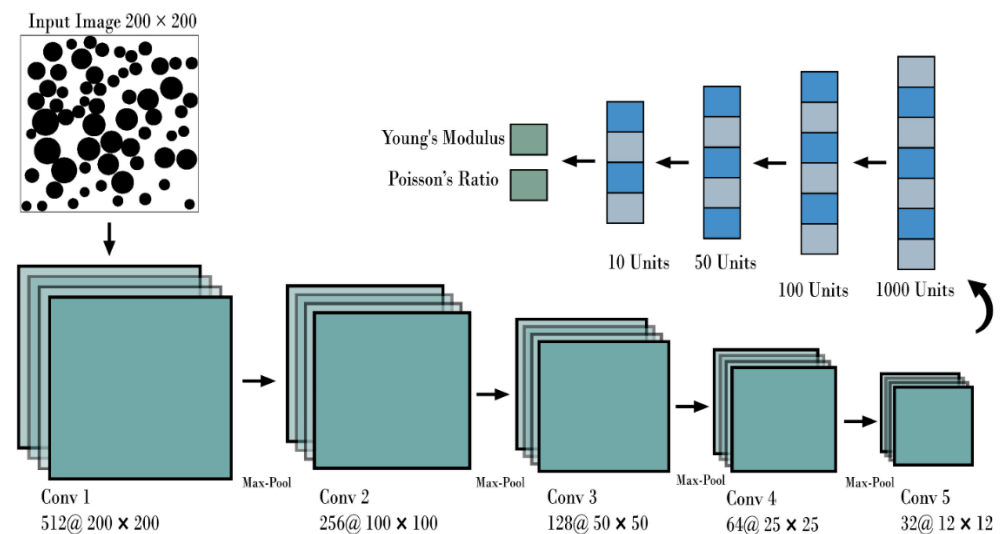 Input Image 200 × 200
Young's Modulus
Poisson's Ratio
10 Units
50 Units
100 Units
1000 Units
Conv 1
512@ 200 × 200
Max-Pool
Conv 2
256@ 100 × 100
Max-Pool
Conv 3
128@ 50 × 50
Max-Pool
Conv 4
64@ 25 × 25
Max-Pool
Conv 5
32@ 12 × 12